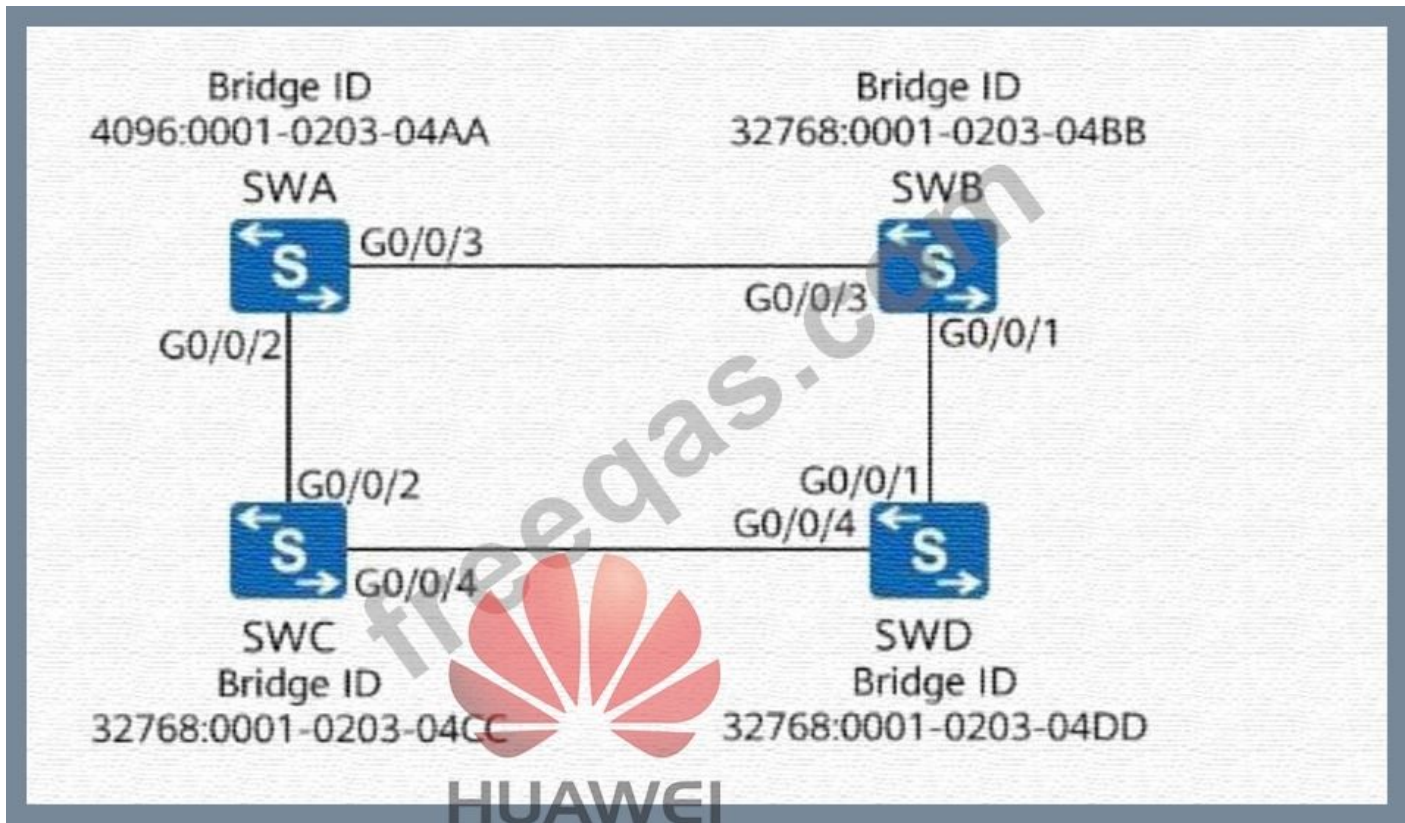 Bridge ID
4096:0001-0203-04AA
SWA
Bridge ID
32768:0001-0203-04BB
SWB
S
G0/0/3
G0/0/3
S
G0/0/2
G0/0/1
G0/0/2
G0/0/1
G0/0/4
S
G0/0/4
S
SWC
Bridge ID
32768:0001-0203-04CC
SWD
Bridge ID
32768:0001-0203-04DD
freeqas.com
HUAWEI